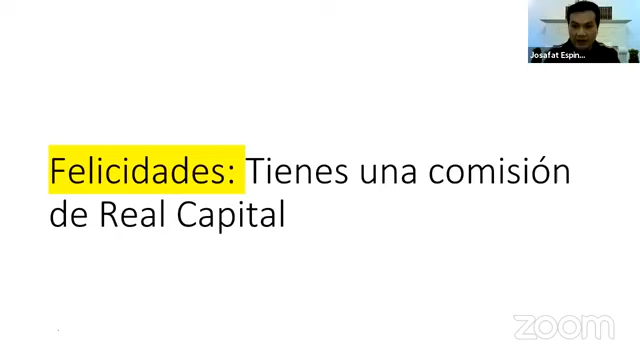 Josafat Espin...
Felicidades: Tienes una comisión
de Real Capital
zoom